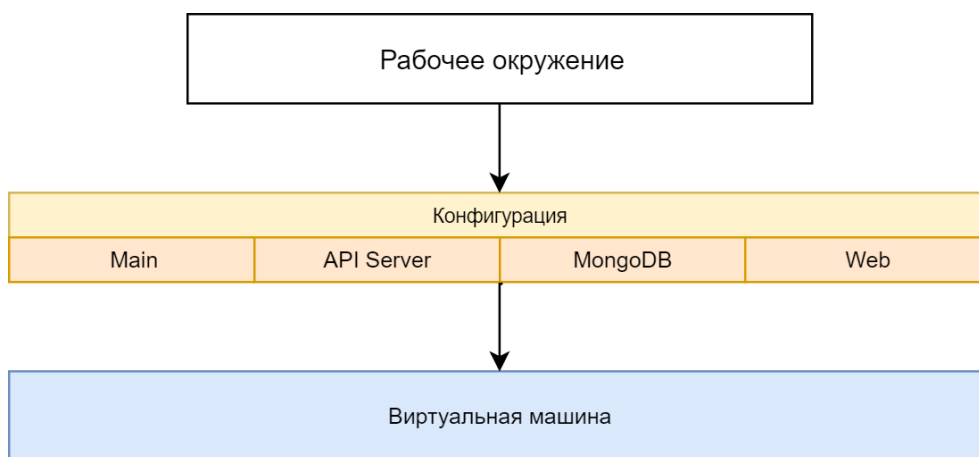 Рабочее окружение
Конфигурация
Main API Server MongoDB Web
Виртуальная машина